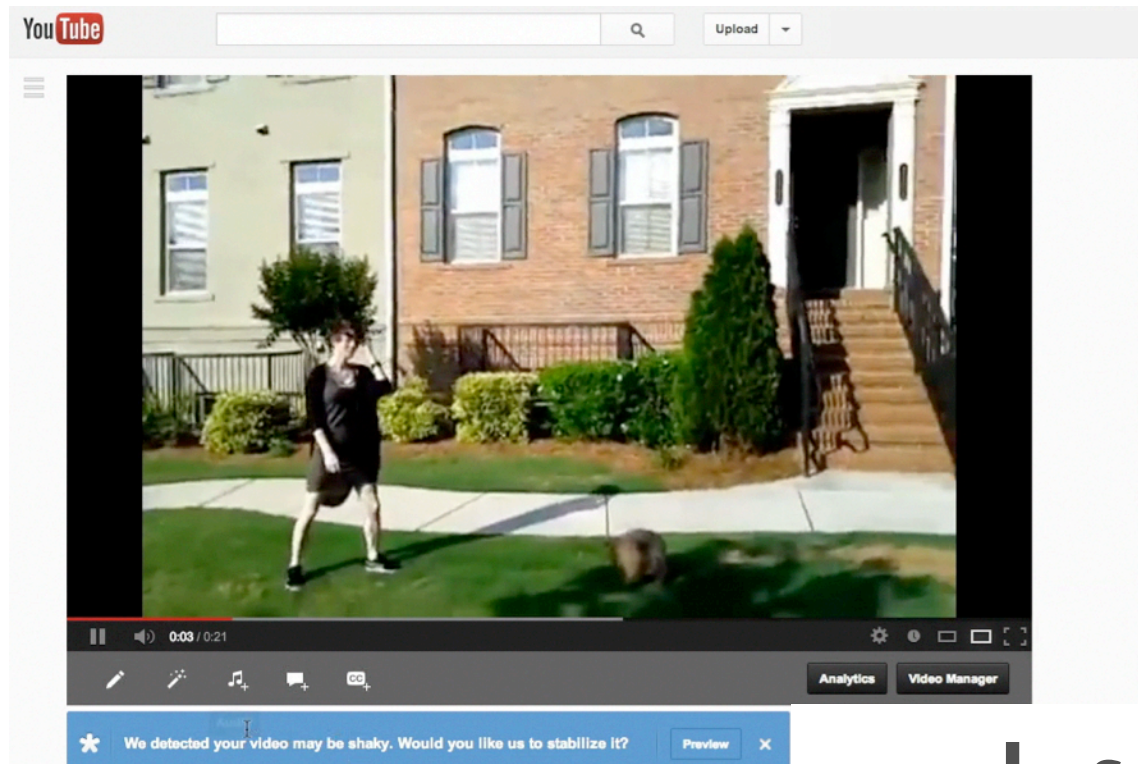 YouTube
Upload
0:03 / 0:21
CC
Analytics
Video Manager
We detected your video may be shaky. Would you like us to stabilize it?
Preview